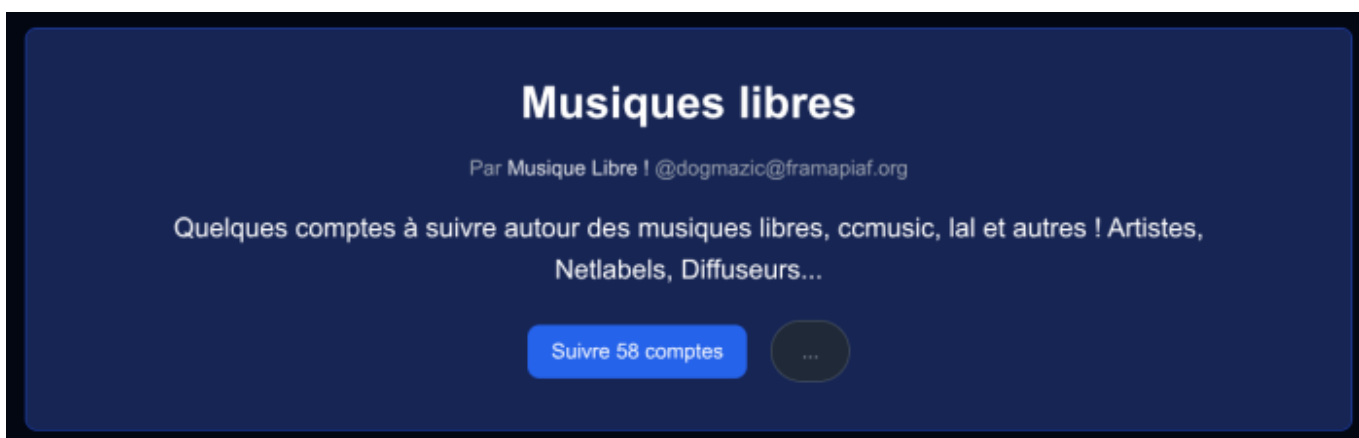 Musiques libres
Par Musique Libre ! @dogmazic@framapiaf.org
Quelques comptes à suivre autour des musiques libres, ccmusic, lal et autres ! Artistes,
Netlabels, Diffuseurs...
Suivre 58 comptes ...